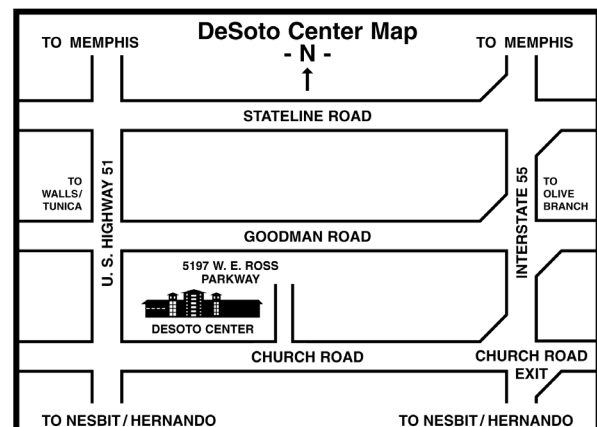 DeSoto Center Map
- N -
TO MEMPHIS
TO MEMPHIS
STATELINE ROAD
TO
WALLS/
TUNICA
U. S. HIGHWAY 51
INTERSTATE 55
TO
OLIVE
BRANCH
GOODMAN ROAD
5197 W. E. ROSS
PARKWAY
DESOTO CENTER
CHURCH ROAD
CHURCH ROAD
EXIT
TO NESBIT / HERNANDO
TO NESBIT / HERNANDO